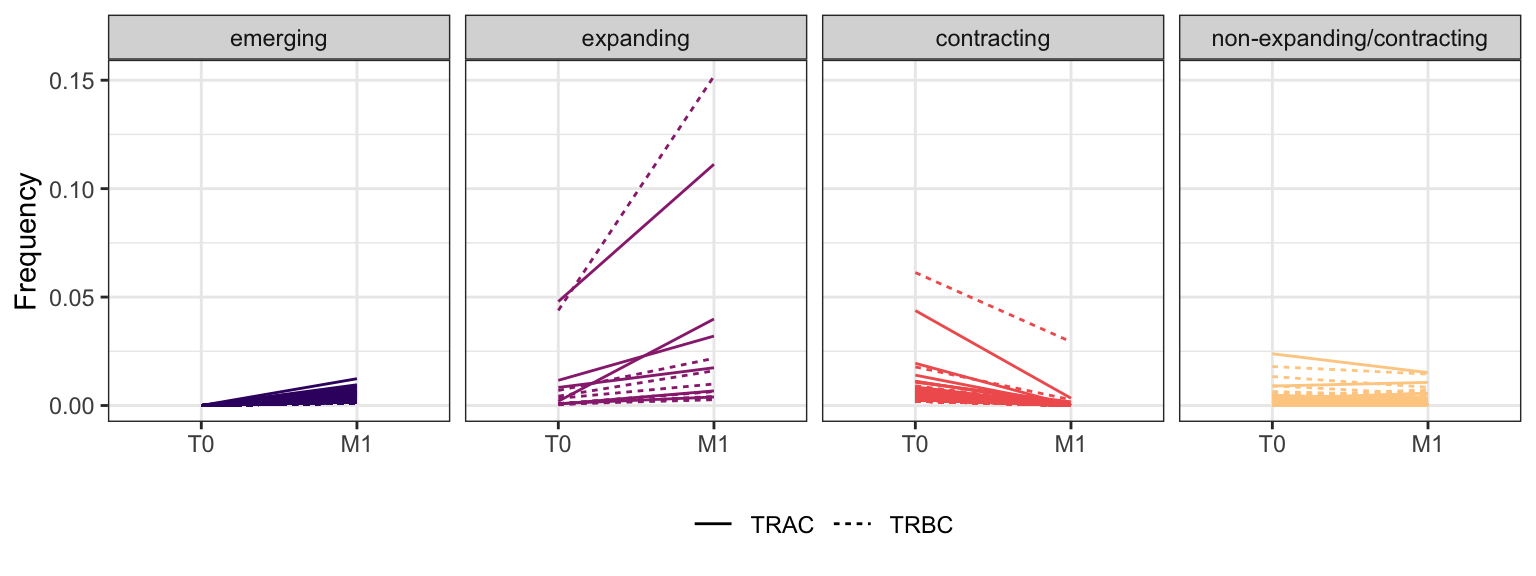 emerging expanding contracting non-expanding/contracting
Frequency
0.15
0.10
0.05
0.00
T0 M1 T0 M1 T0 M1 T0 M1
TRAC TRBC